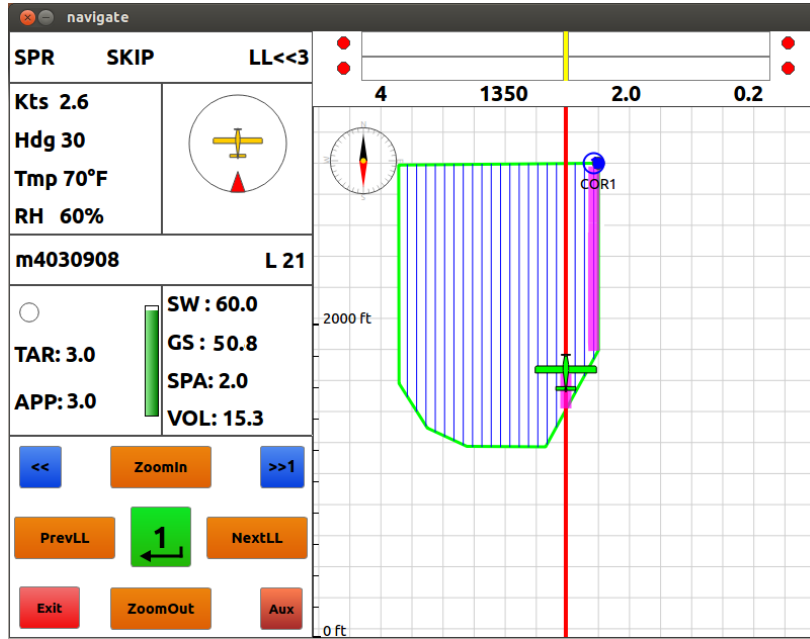 navigate
SPR SKIP LL<<3
4 1350 2.0 0.2
Kts 2.6
Hdg 30
Tmp 70°F
RH 60%
m4030908 L 21
TAR: 3.0
APP: 3.0
SW : 60.0
GS : 50.8
SPA: 2.0
VOL: 15.3
<< ZoomIn >>1
PrevLL 1 NextLL
Exit ZoomOut Aux
COR1
2000 ft
0 ft